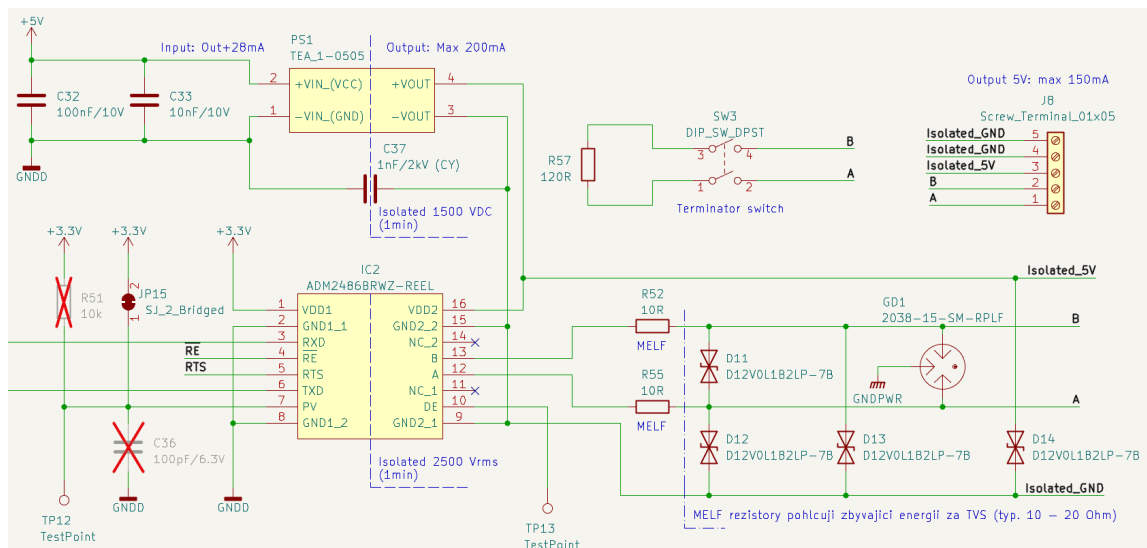 +5V
Input: Out+28mA
PS1
TEA_1-0505
Output: Max 200mA
2
+VIN_(VCC)
+VOUT
4
1
-VIN_(GND)
-VOUT
3
C32
100nF/10V
C33
10nF/10V
GNDD
C37
1nF/2kV (CY)
Isolated 1500 VDC
(1min)
SW3
DIP_SW_DPST
R57
120R
3
4
B
1
2
A
Terminator switch
Output 5V: max 150mA
J8
Screw_Terminal_01x05
Isolated_GND
5
Isolated_GND
4
Isolated_5V
3
B
2
A
1
+3.3V
+3.3V
+3.3V
R51
10k
2
JP15
SJ_2_Bridged
1
IC2
ADM2486BRWZ-REEL
1
VDD1
VDD2
16
2
GND1_1
GND2_2
15
3
RXD
NC_2
14
RE
4
RE
B
13
RTS
5
RTS
A
12
6
TXD
NC_1
11
7
PV
DE
10
8
GND1_2
GND2_1
9
Isolated 2500 Vrms
(1min)
C36
100pF/6.3V
GNDD
GNDD
TP12
TestPoint
TP13
TestPoint
Isolated_5V
R52
10R
MELF
R55
10R
MELF
GD1
2038-15-SM-RPLF
B
GNDPWR
A
D11
D12V0L1B2LP-7B
D12
D12V0L1B2LP-7B
D13
D12V0L1B2LP-7B
D14
D12V0L1B2LP-7B
Isolated_GND
MELF rezistory pohlcuji zbyvajici energii za TVS (typ. 10 - 20 Ohm)